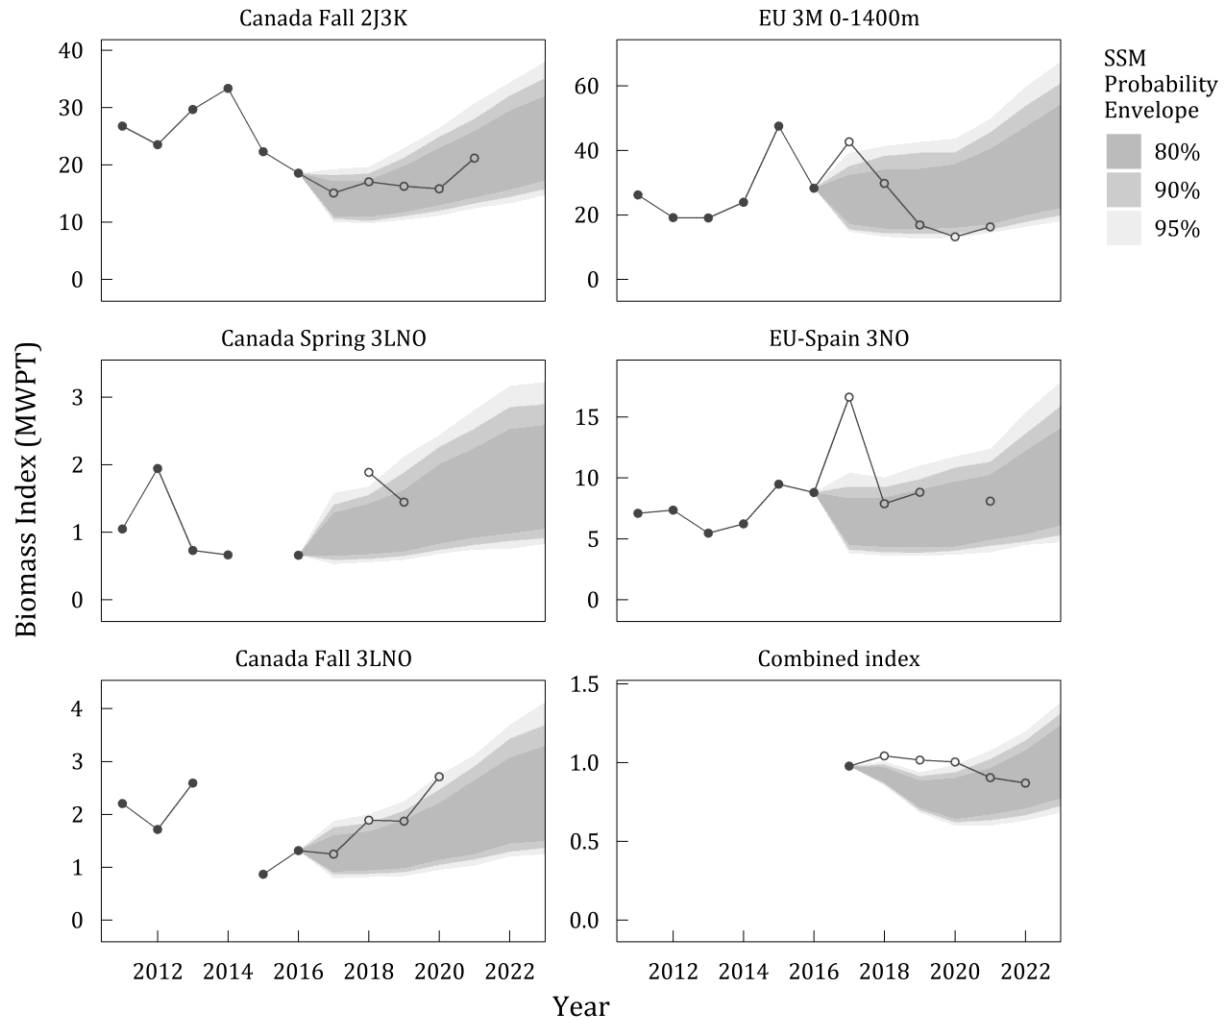 Canada Fall 2J3K
EU 3M 0-1400m
40
30
20
10
0
60
40
20
0
SSM
Probability
Envelope
80%
90%
95%
Biomass Index (MWPT)
Canada Spring 3LNO
EU-Spain 3NO
3
2
1
0
15
10
5
0
Canada Fall 3LNO
Combined index
4
3
2
1
0
1.5
1.0
0.5
0.0
2012 2014 2016 2018 2020 2022
2012 2014 2016 2018 2020 2022
Year